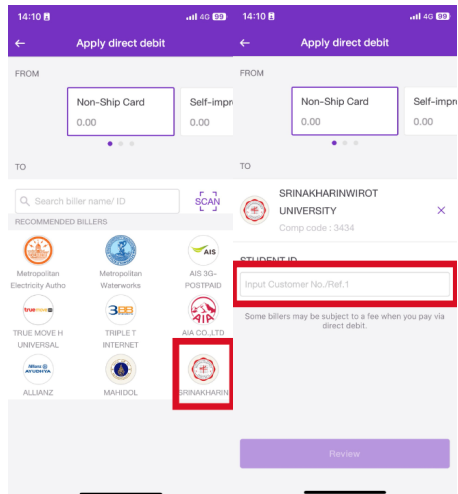 14:10
4G 99
Apply direct debit
FROM
Non-Ship Card
0.00
Self-impr
0.00
TO
Search biller name/ ID
SCAN
RECOMMENDED BILLERS
Metropolitan
Electricity Autho
Metropolitan
Waterworks
AIS
AIS 3G-
POSTPAID
truemove H
TRUE MOVE H
UNIVERSAL
3BB
TRIPLE T
INTERNET
AIA
AIA CO.,LTD
Allianz
AYUDHYA
ALLIANZ
MAHIDOL
SRINAKHARIN
14:10
4G 99
Apply direct debit
FROM
Non-Ship Card
0.00
Self-impr
0.00
TO
SRINAKHARINWIROT
UNIVERSITY
Comp code : 3434
STUDENT ID
Input Customer No./Ref.1
Some billers may be subject to a fee when you pay via
direct debit.
Review